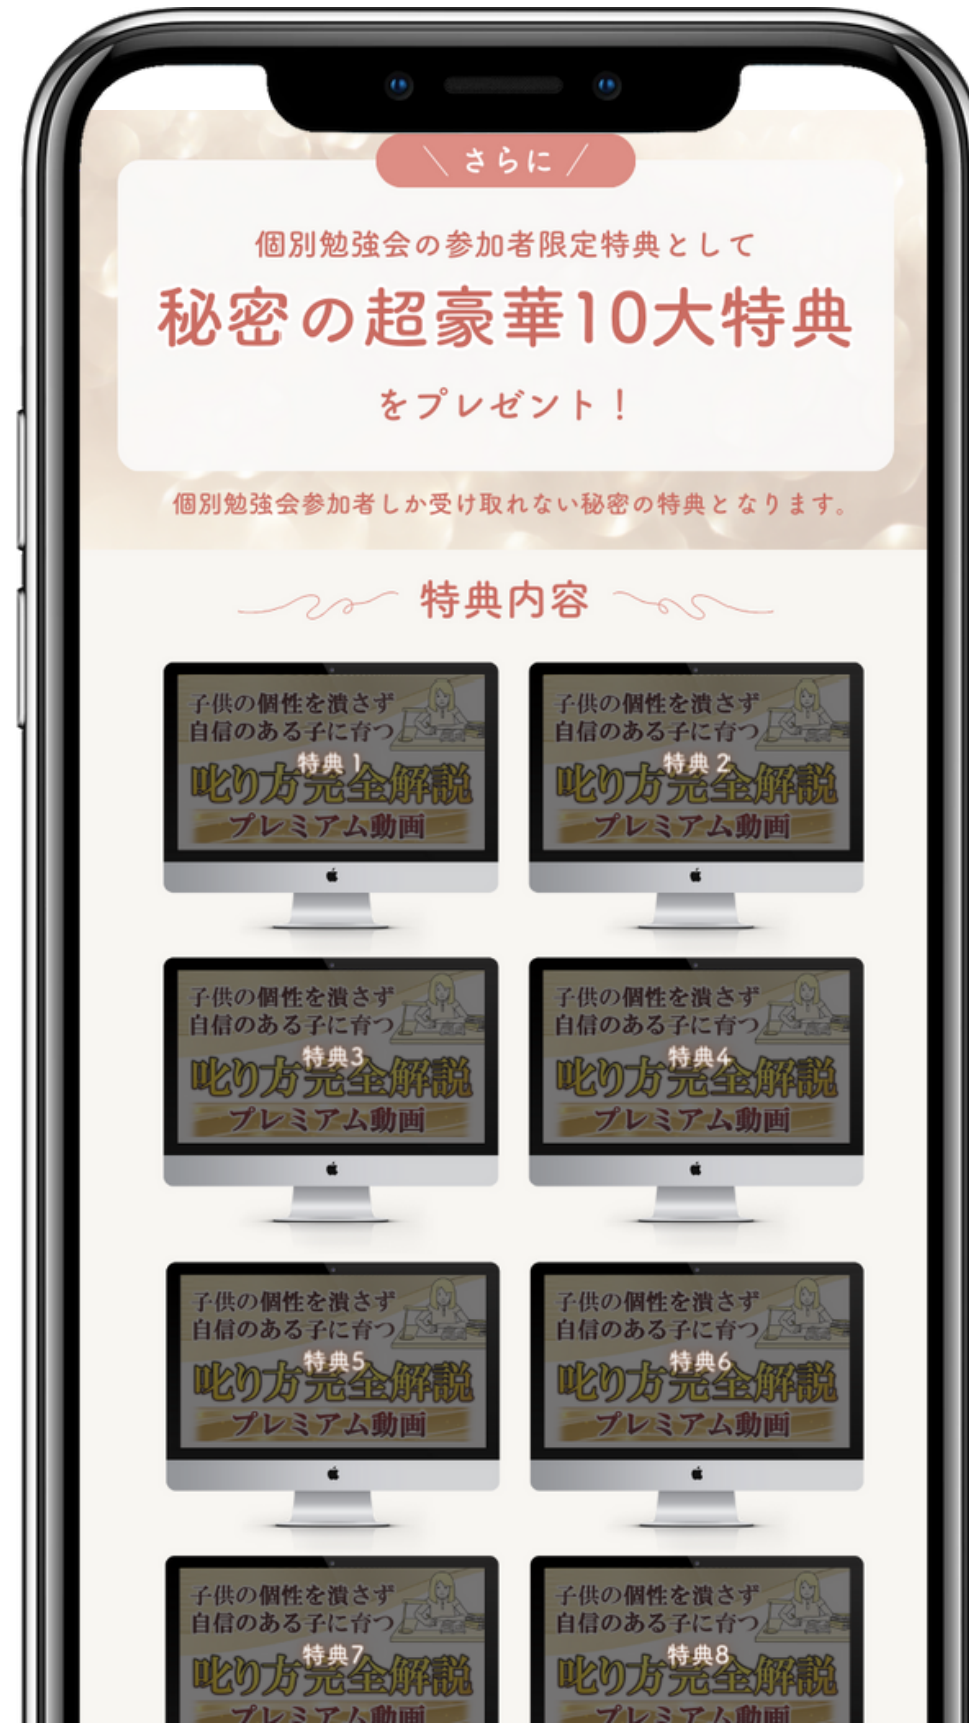 \ さらに /
個別勉強会の参加者限定特典として
秘密の超豪華10大特典
をプレゼント！
個別勉強会参加者しか受け取れない秘密の特典となります。
特典内容
子供の個性を潰さず
自信のある子に育つ
特典1
叱り方完全解説
プレミアム動画
子供の個性を潰さず
自信のある子に育つ
特典2
叱り方完全解説
プレミアム動画
子供の個性を潰さず
自信のある子に育つ
特典3
叱り方完全解説
プレミアム動画
子供の個性を潰さず
自信のある子に育つ
特典4
叱り方完全解説
プレミアム動画
子供の個性を潰さず
自信のある子に育つ
特典5
叱り方完全解説
プレミアム動画
子供の個性を潰さず
自信のある子に育つ
特典6
叱り方完全解説
プレミアム動画
子供の個性を潰さず
自信のある子に育つ
特典7
叱り方完全解説
プレミアム動画
子供の個性を潰さず
自信のある子に育つ
特典8
叱り方完全解説
プレミアム動画